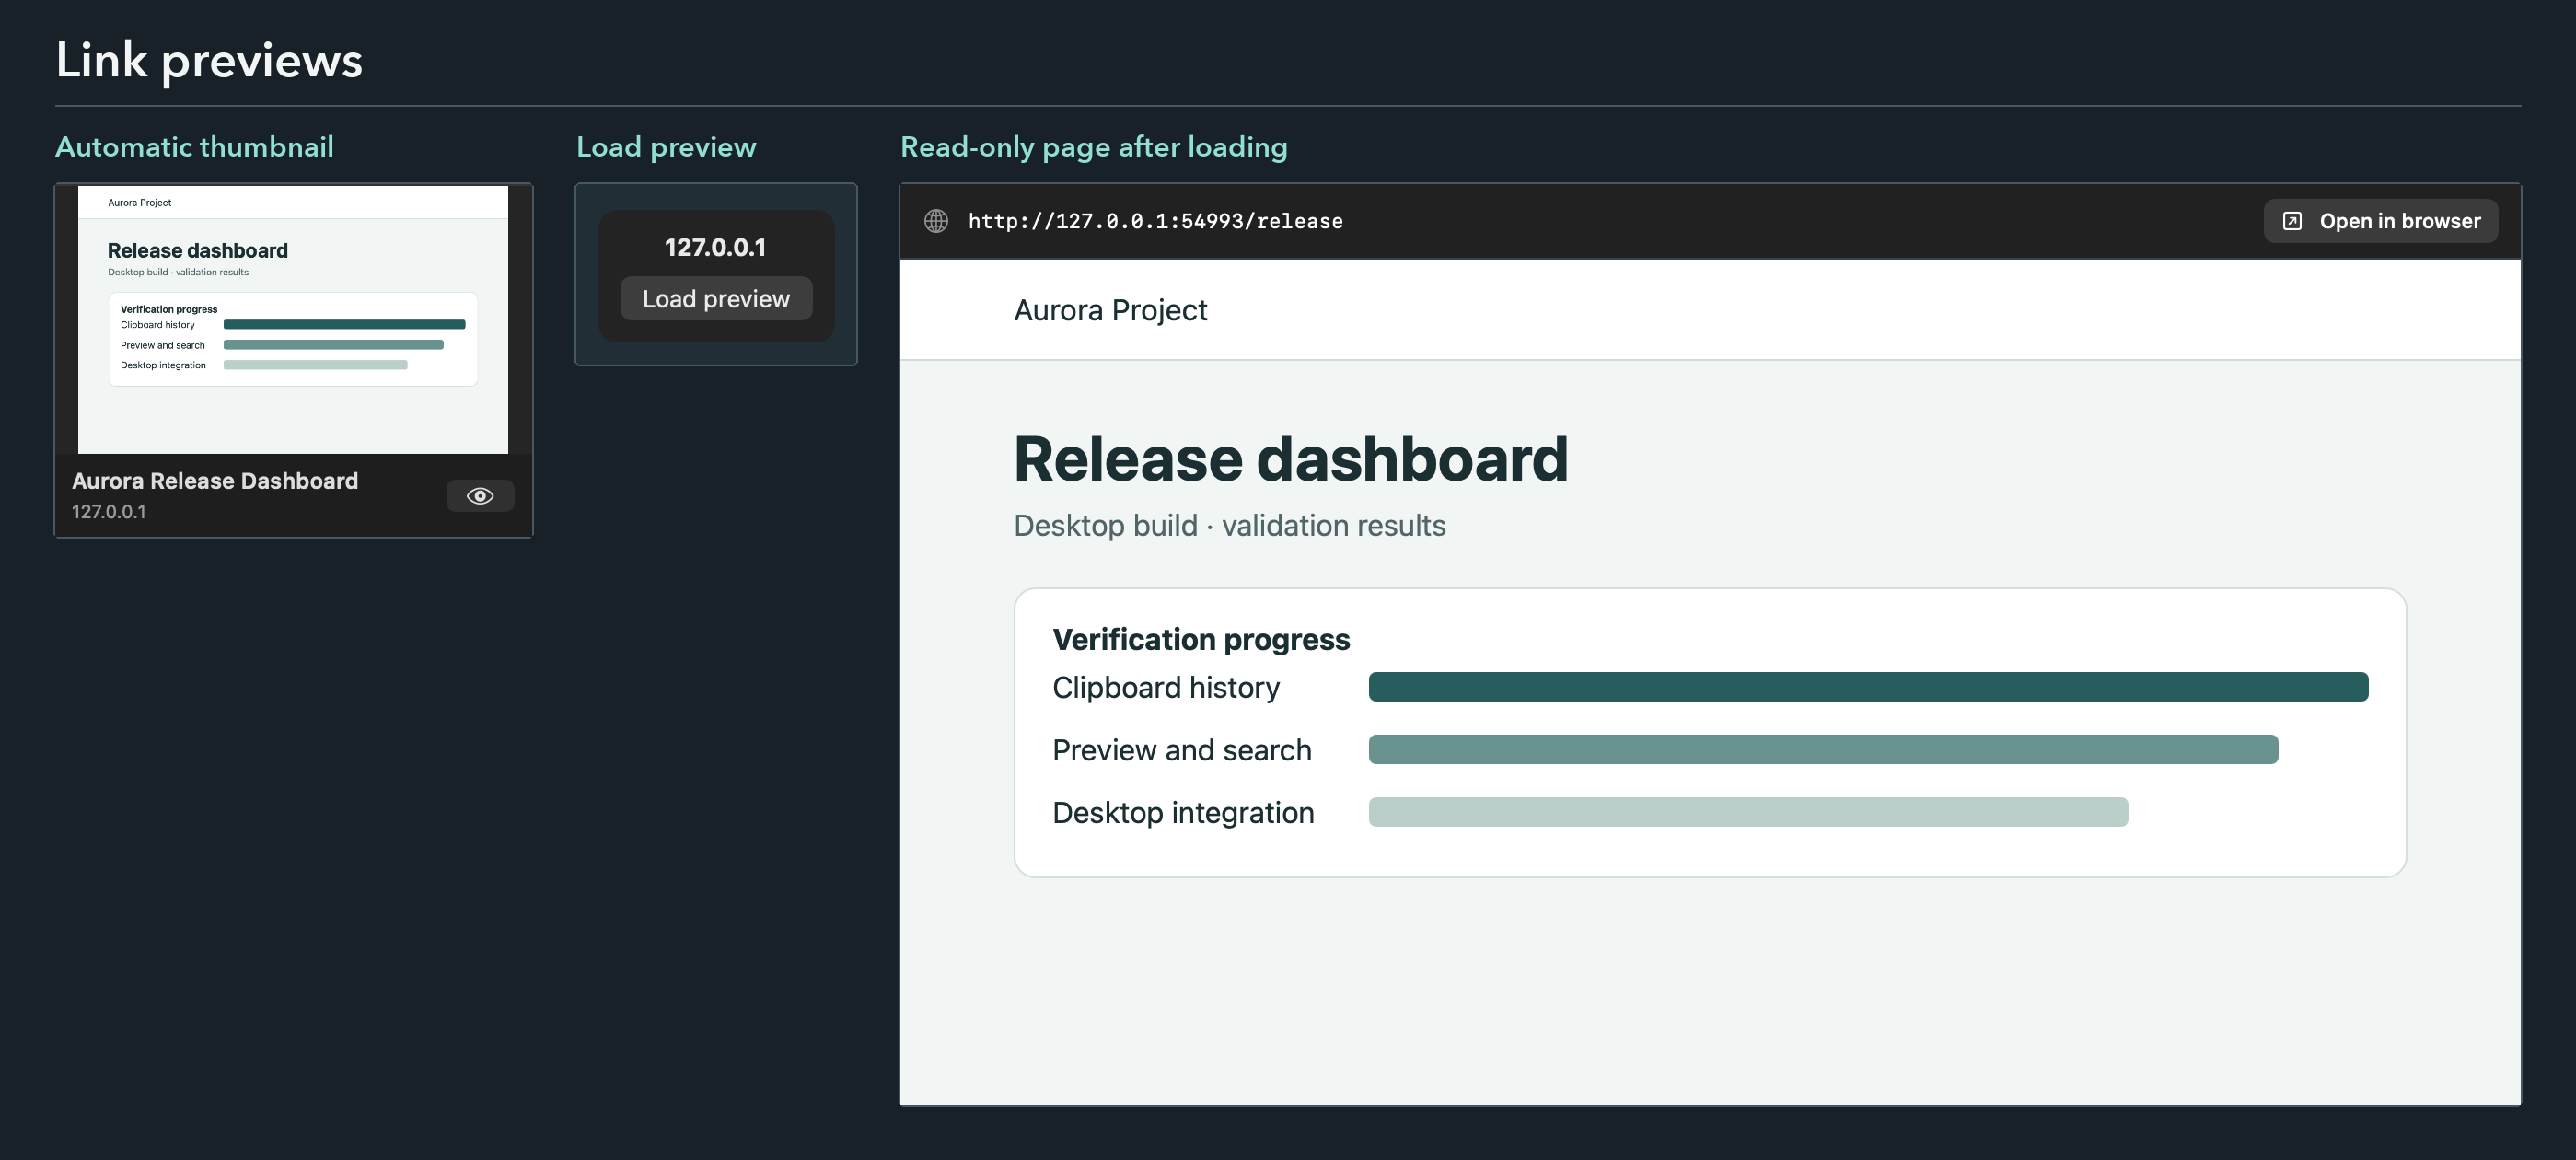 Link previews
Automatic thumbnail
Aurora Project
Release dashboard
Desktop build · validation results
Verification progress
Clipboard history
Preview and search
Desktop integration
Aurora Release Dashboard
127.0.0.1
Load preview
127.0.0.1
Load preview
Read-only page after loading
http://127.0.0.1:54993/release
Open in browser
Aurora Project
Release dashboard
Desktop build · validation results
Verification progress
Clipboard history
Preview and search
Desktop integration